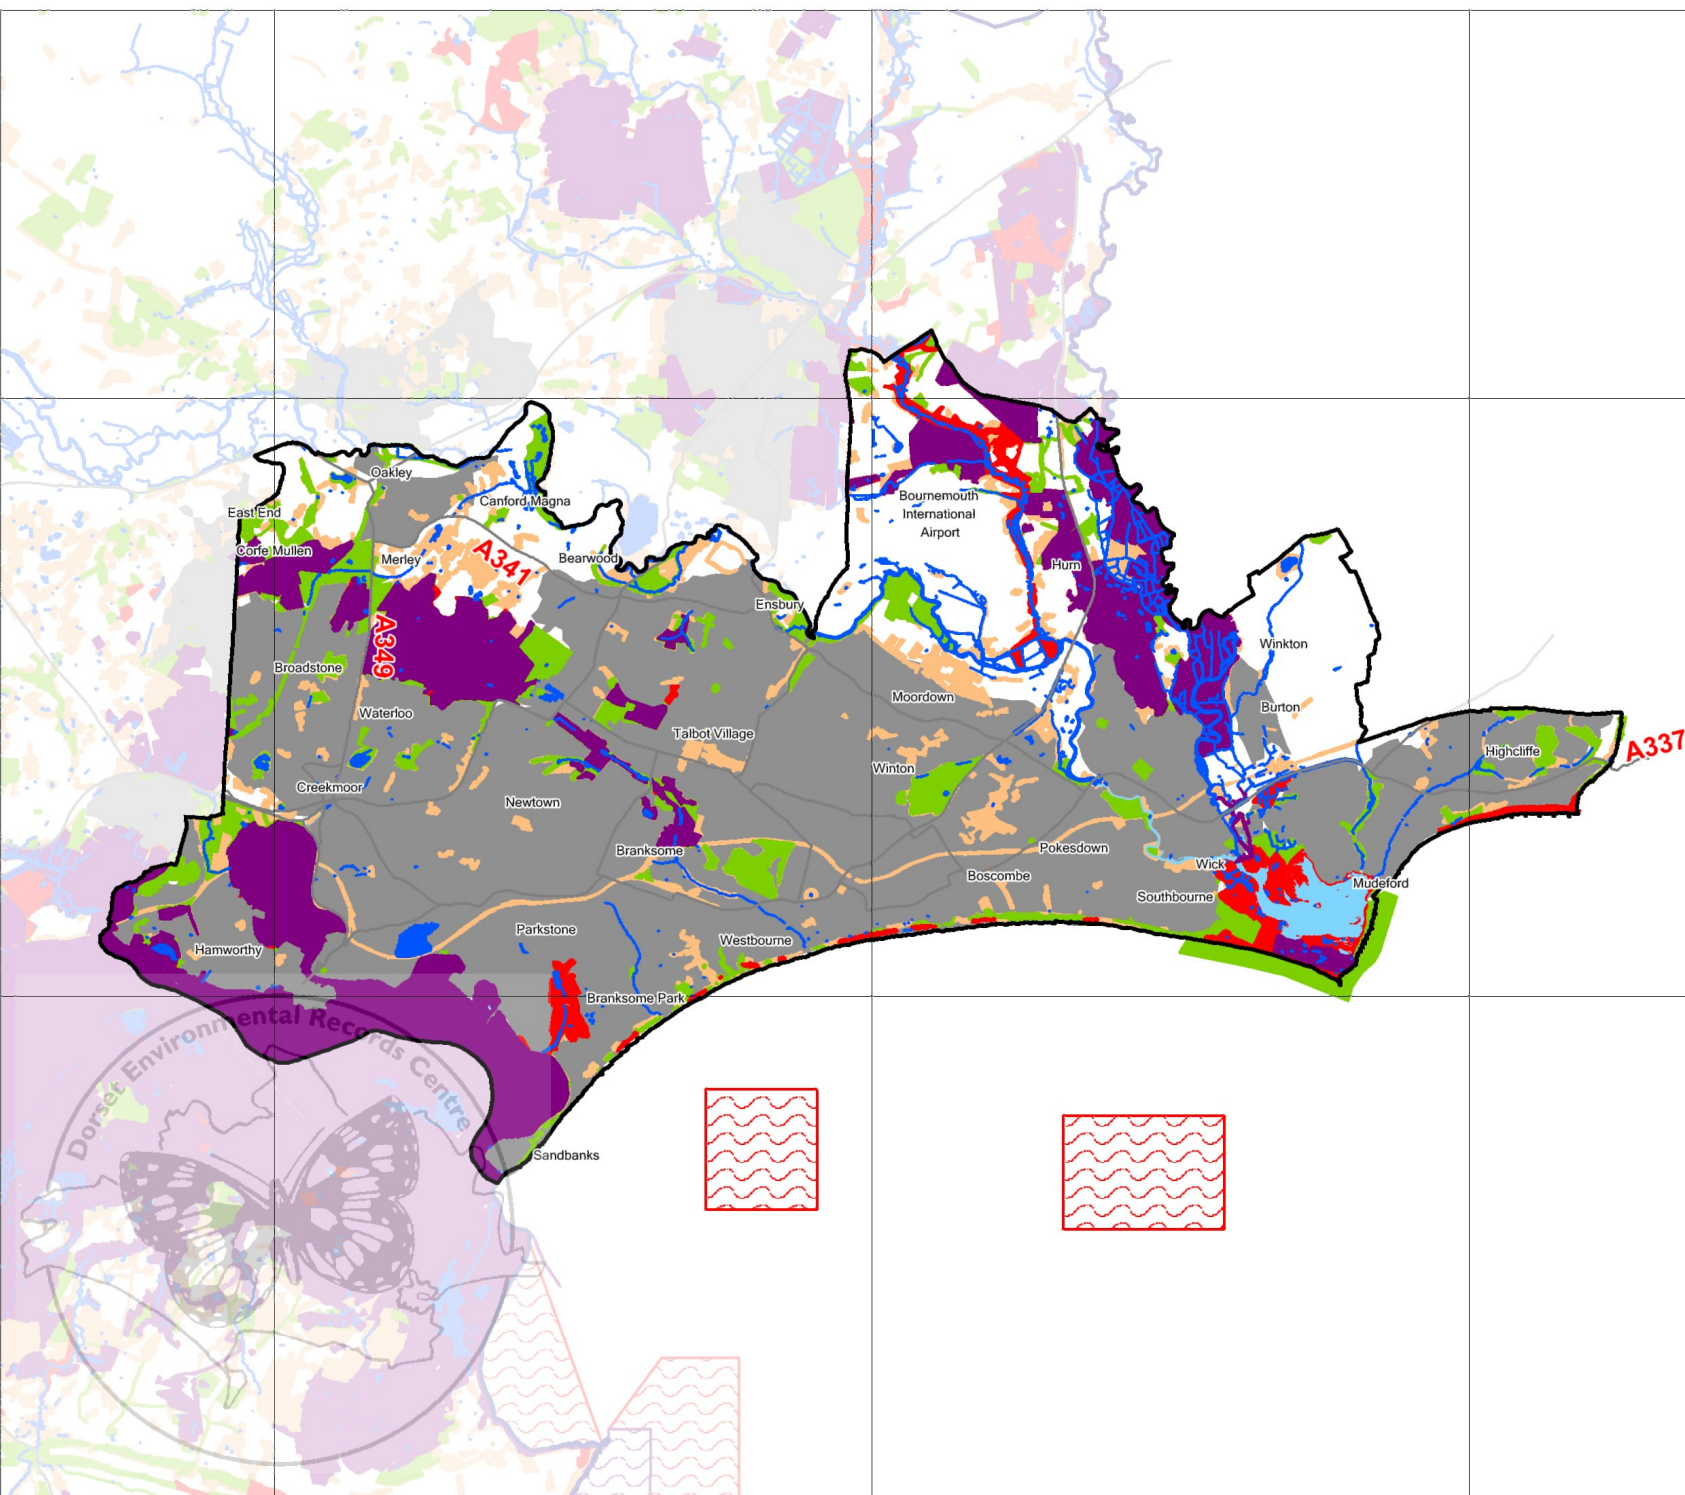 Oakley
Canford Magna
East End
Bournemouth
International
Airport
Corfe Mullen
Merley
A341
Bearwood
Hurn
Ensbury
A349
Winkton
Broadstone
Moordown
Waterloo
Burton
Talbot Village
Highcliffe
A337
Winton
Creekmoor
Newtown
Branksome
Pokesdown
Wick
Boscombe
Mudeford
Southbourne
Parkstone
Westbourne
Hamworthy
Branksome Park
Dorset Environmental Records Centre
Sandbanks